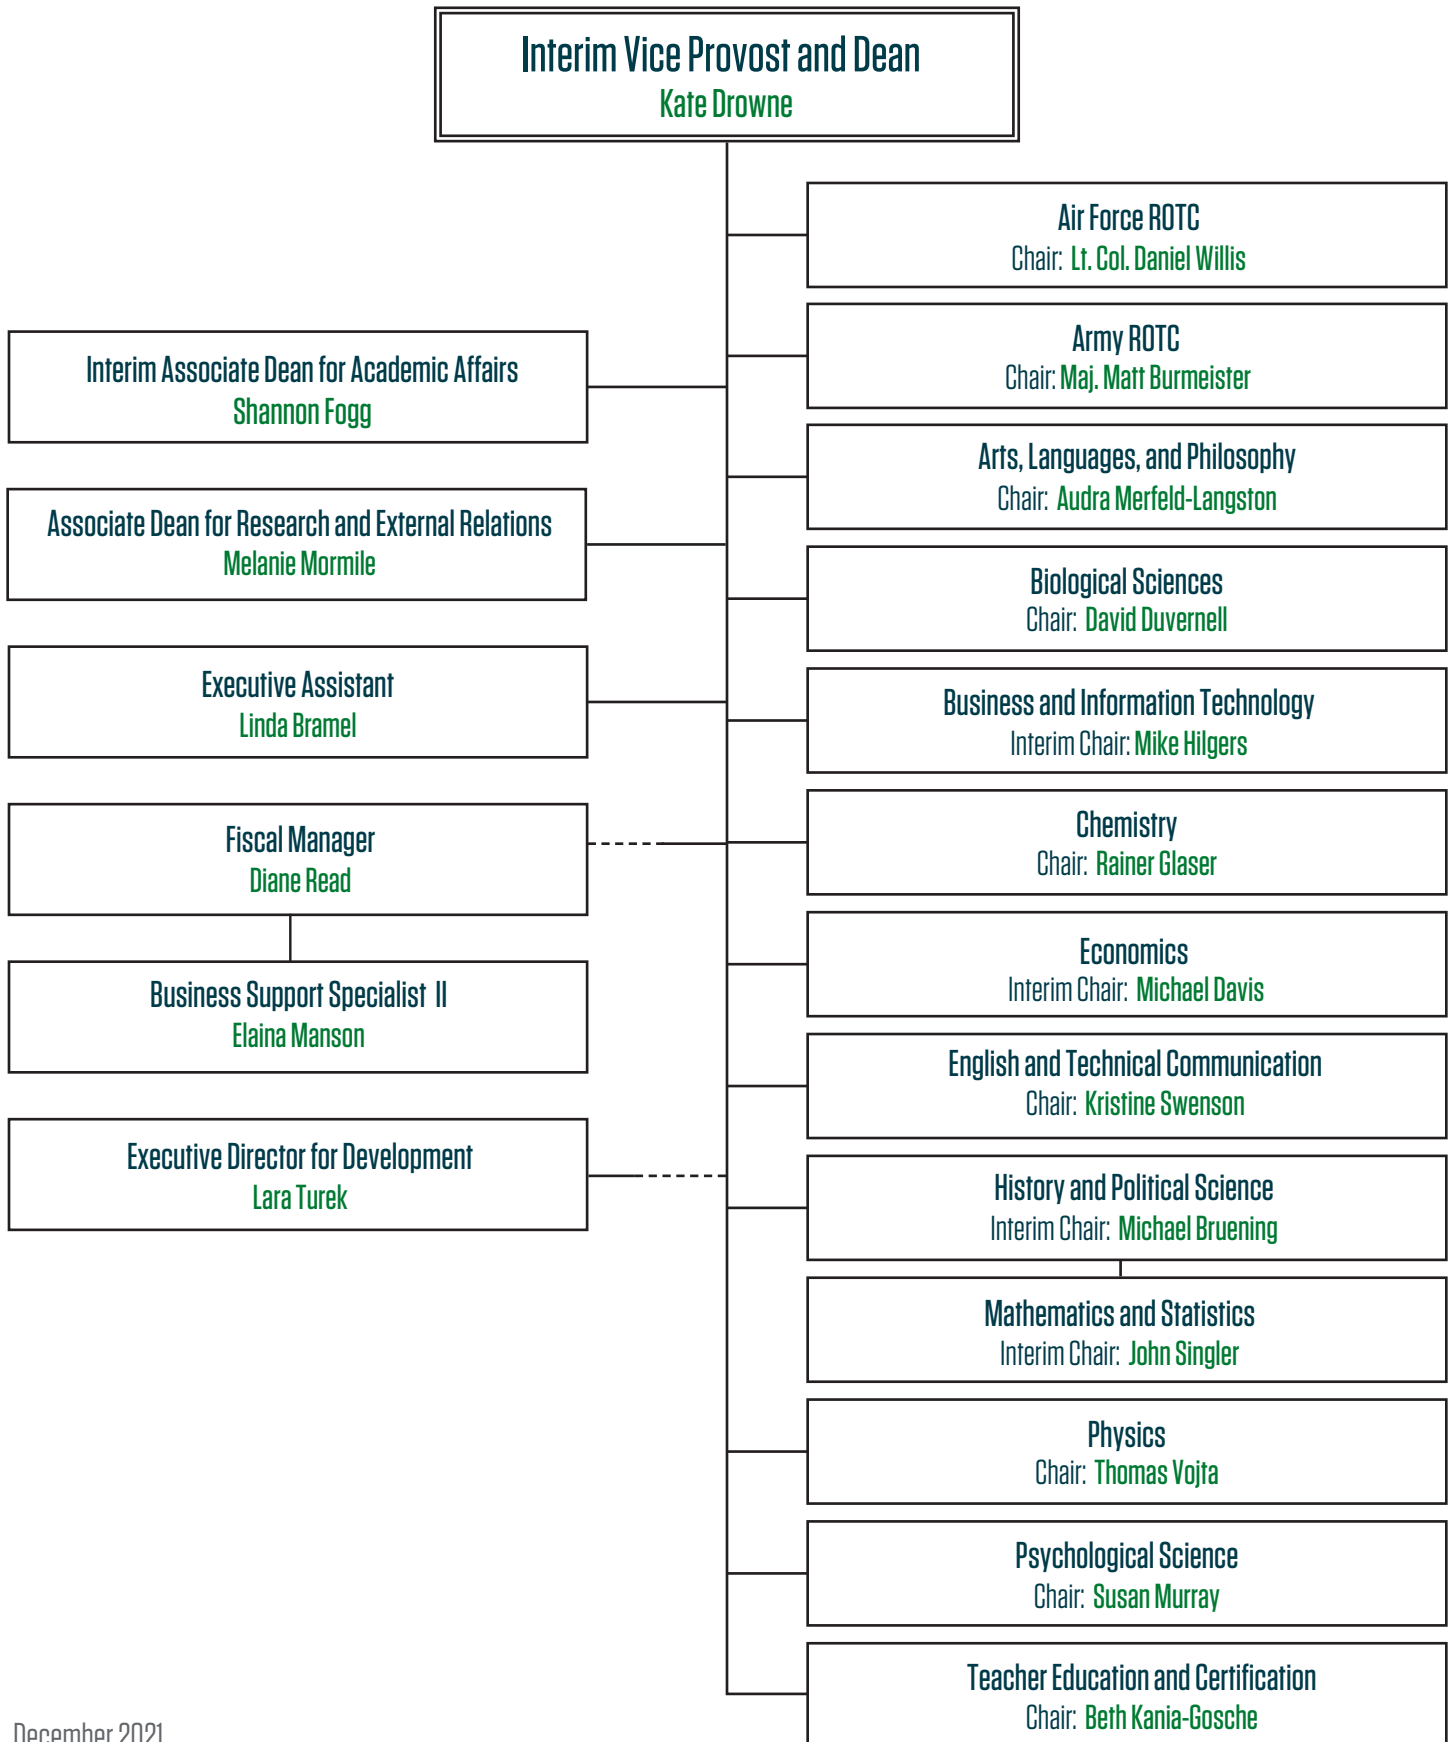 Interim Vice Provost and Dean
Kate Drowne
Interim Associate Dean for Academic Affairs
Shannon Fogg
Associate Dean for Research and External Relations
Melanie Mormile
Executive Assistant
Linda Bramel
Fiscal Manager
Diane Read
Business Support Specialist II
Elaina Manson
Executive Director for Development
Lara Turek
Air Force ROTC
Chair: Lt. Col. Daniel Willis
Army ROTC
Chair: Maj. Matt Burmeister
Arts, Languages, and Philosophy
Chair: Audra Merfeld-Langston
Biological Sciences
Chair: David Duvernell
Business and Information Technology
Interim Chair: Mike Hilgers
Chemistry
Chair: Rainer Glaser
Economics
Interim Chair: Michael Davis
English and Technical Communication
Chair: Kristine Swenson
History and Political Science
Interim Chair: Michael Bruening
Mathematics and Statistics
Interim Chair: John Singler
Physics
Chair: Thomas Vojta
Psychological Science
Chair: Susan Murray
Teacher Education and Certification
Chair: Beth Kania-Gosche
December 2021